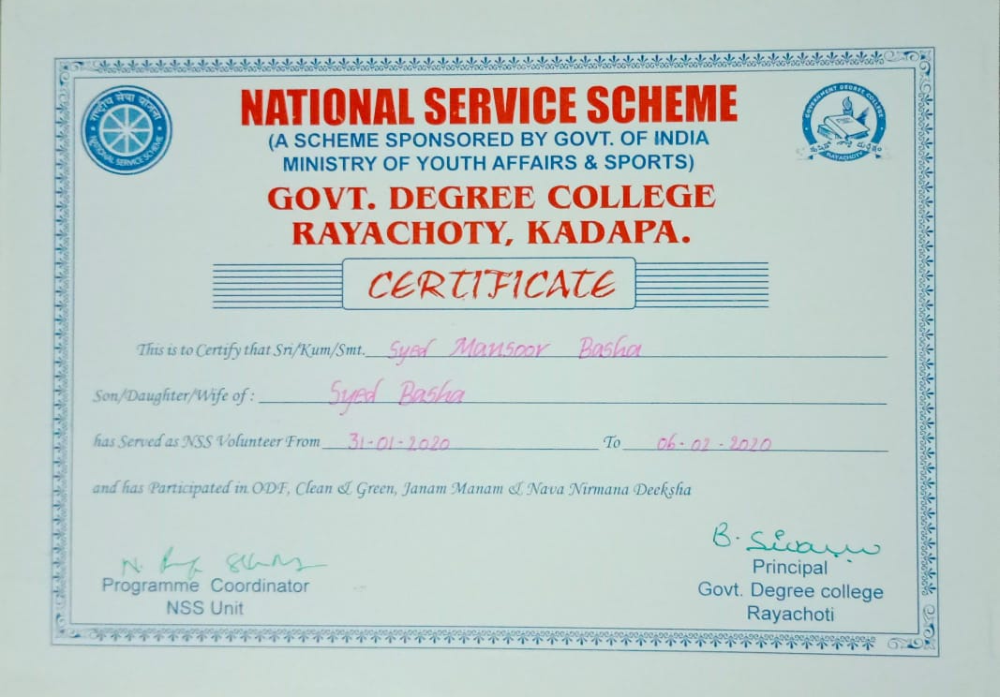 राष्ट्रीय सेवा योजना
NATIONAL SERVICE SCHEME
GOVERNMENT DEGREE COLLEGE
RAYACHOTY
NATIONAL SERVICE SCHEME
(A SCHEME SPONSORED BY GOVT. OF INDIA
MINISTRY OF YOUTH AFFAIRS & SPORTS)
GOVT. DEGREE COLLEGE
RAYACHOTY, KADAPA.
CERTIFICATE
This is to Certify that Sri/Kum/Smt. Syed Mansoor Basha
Son/Daughter/Wife of : Syed Basha
has Served as NSS Volunteer From 31-01-2020 To 06-02-2020
and has Participated in ODF, Clean & Green, Janam Manam & Nava Nirmana Deeksha
N.
B.
Programme Coordinator
NSS Unit
Principal
Govt. Degree college
Rayachoti